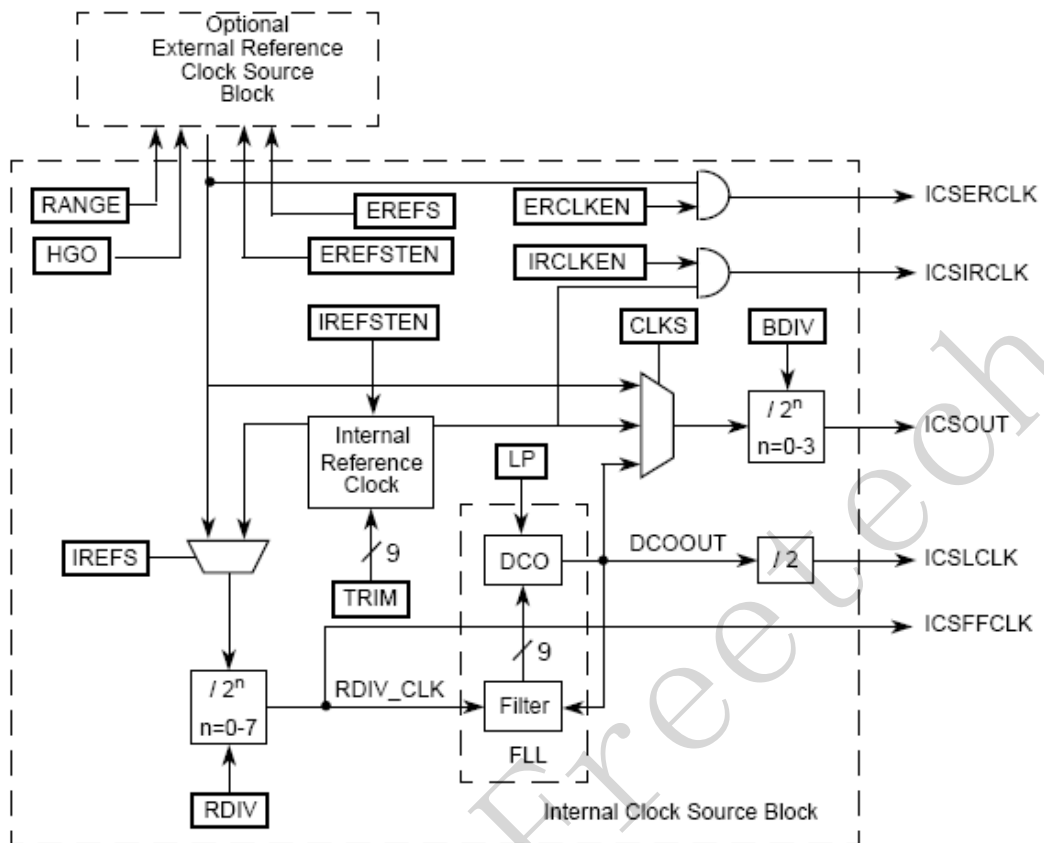 Optional
External Reference
Clock Source
Block
RANGE
EREFS
ERCLKEN
ICSERCLK
HGO
EREFSTEN
IRCLKEN
ICSIRCLK
IREFSTEN
CLKS
BDIV
Internal
Reference
Clock
/ 2ⁿ
n=0-3
ICSOUT
LP
IREFS
9
TRIM
DCO
DCOOUT
/ 2
ICSLCLK
ICSFFCLK
9
/ 2ⁿ
n=0-7
RDIV_CLK
Filter
FLL
RDIV
Internal Clock Source Block
Freetech